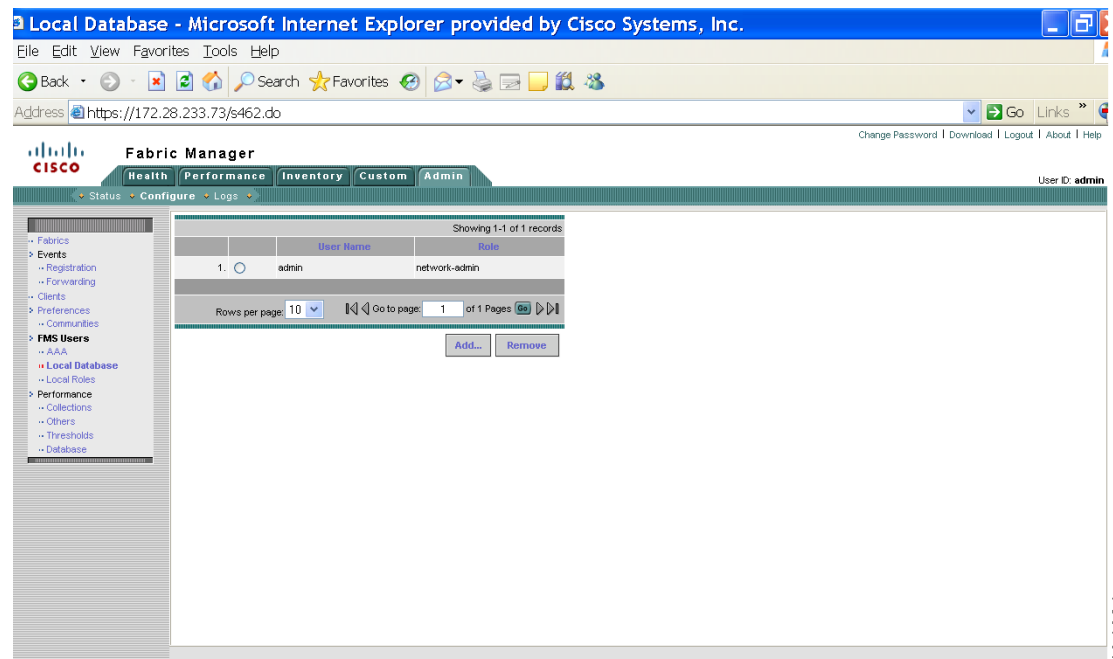 Local Database - Microsoft Internet Explorer provided by Cisco Systems, Inc.
File Edit View Favorites Tools Help
Back Search Favorites
Address https://172.28.233.73/s462.do Go Links »
Change Password | Download | Logout | About | Help
CISCO Fabric Manager
Health Performance Inventory Custom Admin
User ID: admin
Status Configure Logs
Fabrics
Events
Registration
Forwarding
Clients
Preferences
Communities
FMS Users
AAA
Local Database
Local Roles
Performance
Collections
Others
Thresholds
Database
Showing 1-1 of 1 records
User Name Role
1. admin network-admin
Rows per page: 10 Go to page: 1 of 1 Pages Go
Add... Remove